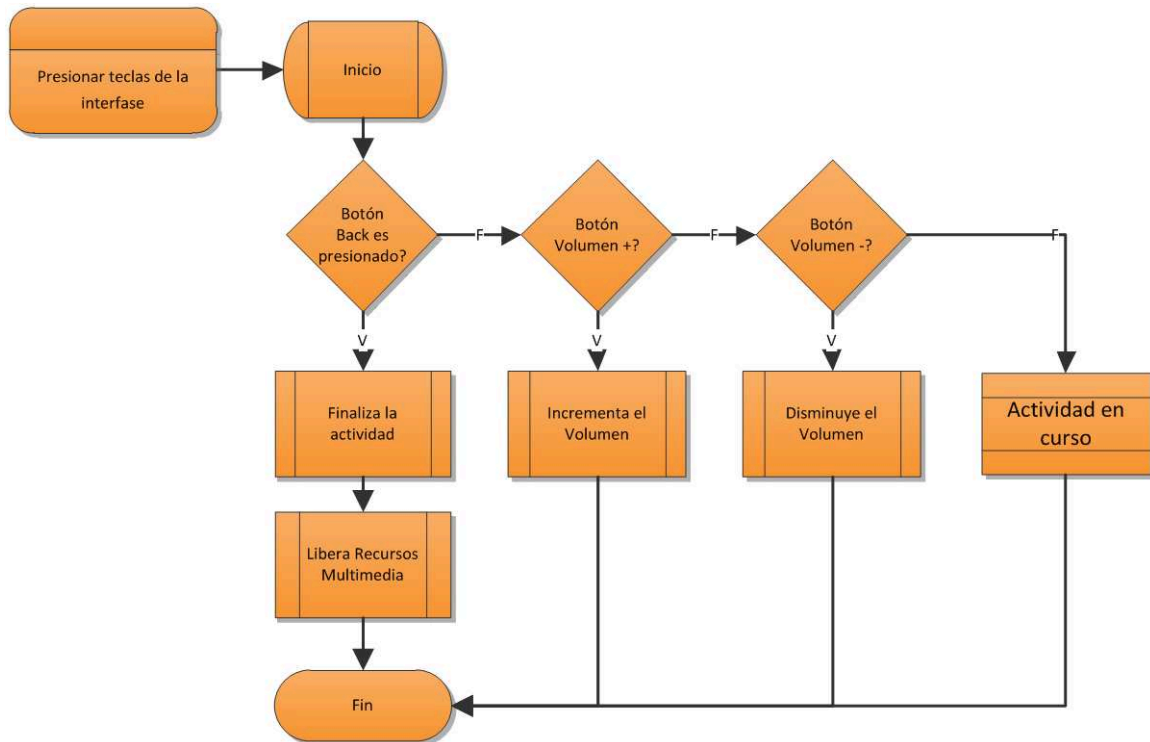 Presionar teclas de la
interfase
Inicio
Botón
Back es
presionado?
F
Botón
Volumen +?
F
Botón
Volumen -?
F
V
V
V
Finaliza la
actividad
Incrementa el
Volumen
Disminuye el
Volumen
Actividad en
curso
Libera Recursos
Multimedia
Fin